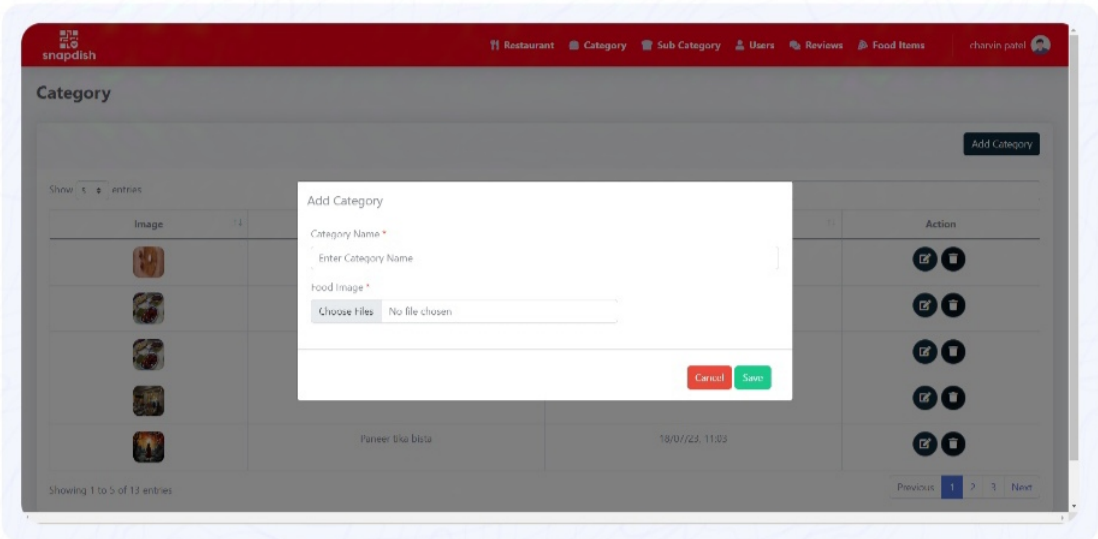 snapdish
Restaurant Category Sub Category Users Reviews Food Items charvin patel
Category
Add Category
Show 5 entries
Image Action
Add Category
Category Name *
Enter Category Name
Food Image *
Choose Files No file chosen
Cancel Save
Paneer tika bista 18/07/23, 11:03
Showing 1 to 5 of 13 entries
Previous 1 2 3 Next